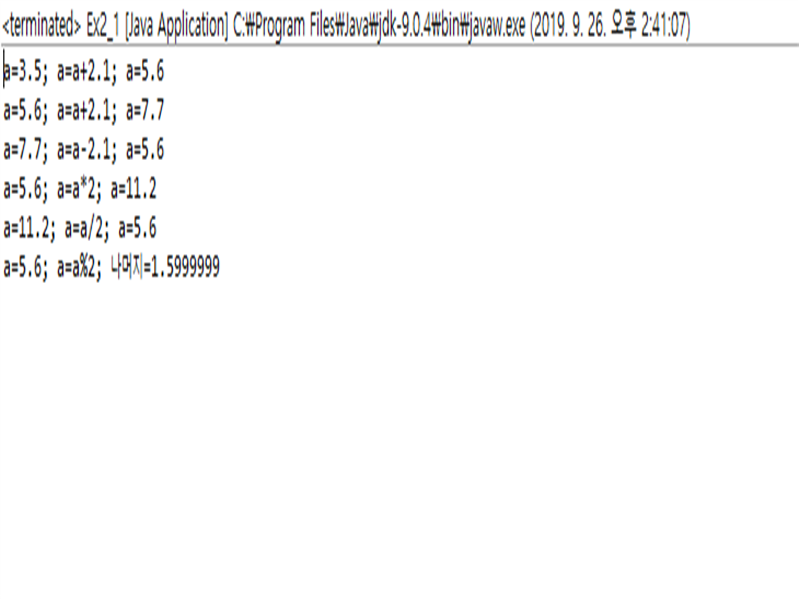 <terminated> Ex2_1 [Java Application] C:₩Program Files₩Java₩jdk-9.0.4₩bin₩javaw.exe (2019. 9. 26. 오후 2:41:07)
a=3.5; a=a+2.1; a=5.6
a=5.6; a=a+2.1; a=7.7
a=7.7; a=a-2.1; a=5.6
a=5.6; a=a*2; a=11.2
a=11.2; a=a/2; a=5.6
a=5.6; a=a%2; 나머지=1.5999999